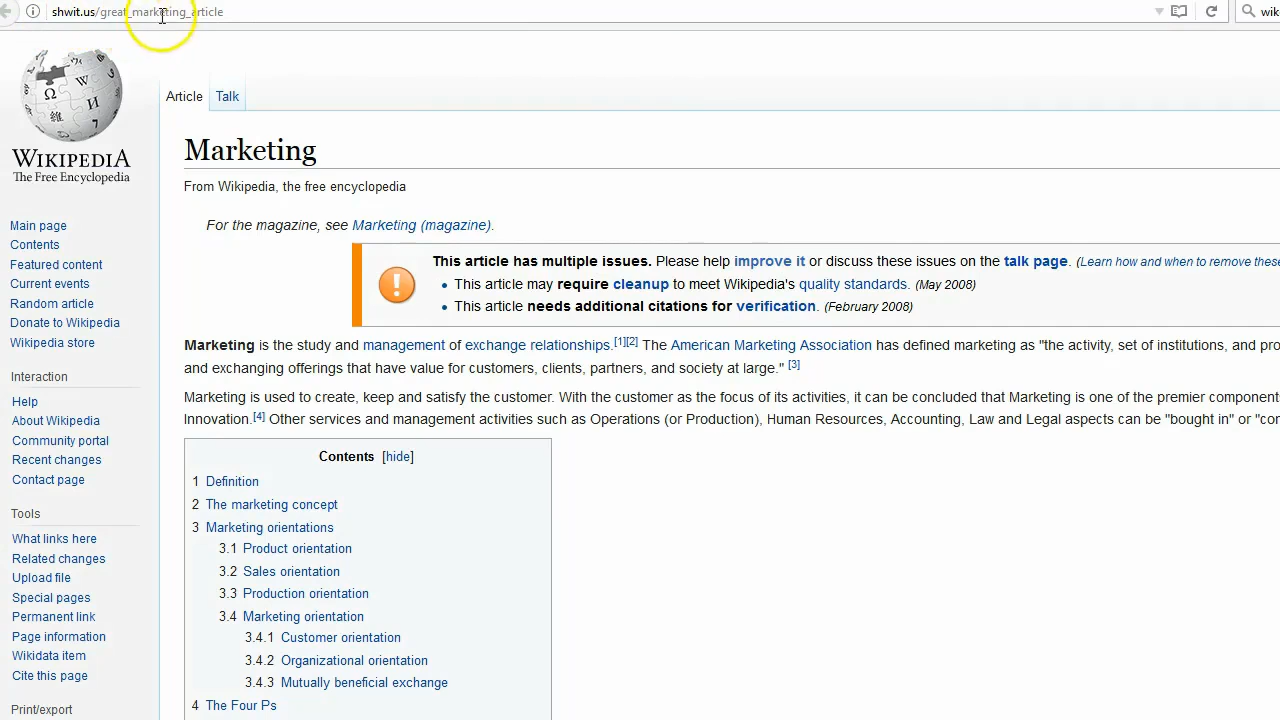 shwit.us/great_marketing_article
wik
WIKIPEDIA
The Free Encyclopedia
Main page
Contents
Featured content
Current events
Random article
Donate to Wikipedia
Wikipedia store
Interaction
Help
About Wikipedia
Community portal
Recent changes
Contact page
Tools
What links here
Related changes
Upload file
Special pages
Permanent link
Page information
Wikidata item
Cite this page
Print/export
Article Talk
Marketing
From Wikipedia, the free encyclopedia
For the magazine, see Marketing (magazine).
This article has multiple issues. Please help improve it or discuss these issues on the talk page. (Learn how and when to remove these
• This article may require cleanup to meet Wikipedia's quality standards. (May 2008)
• This article needs additional citations for verification. (February 2008)
Marketing is the study and management of exchange relationships.[1][2] The American Marketing Association has defined marketing as "the activity, set of institutions, and pro
and exchanging offerings that have value for customers, clients, partners, and society at large." [3]
Marketing is used to create, keep and satisfy the customer. With the customer as the focus of its activities, it can be concluded that Marketing is one of the premier component
Innovation.[4] Other services and management activities such as Operations (or Production), Human Resources, Accounting, Law and Legal aspects can be "bought in" or "con
Contents [hide]
1 Definition
2 The marketing concept
3 Marketing orientations
3.1 Product orientation
3.2 Sales orientation
3.3 Production orientation
3.4 Marketing orientation
3.4.1 Customer orientation
3.4.2 Organizational orientation
3.4.3 Mutually beneficial exchange
4 The Four Ps